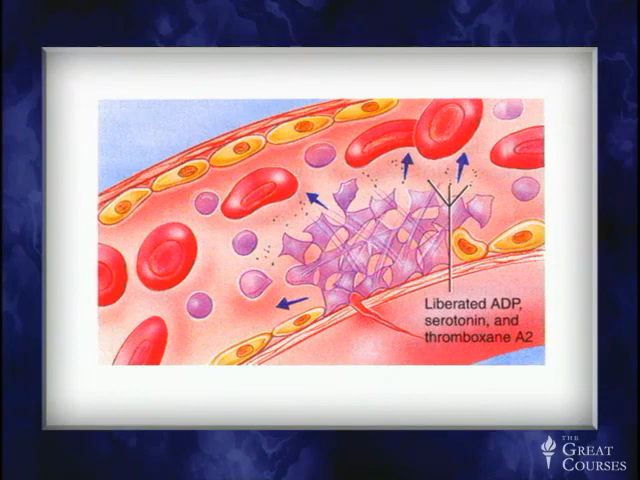 Liberated ADP,
serotonin, and
thromboxane A2
THE
GREAT
COURSES